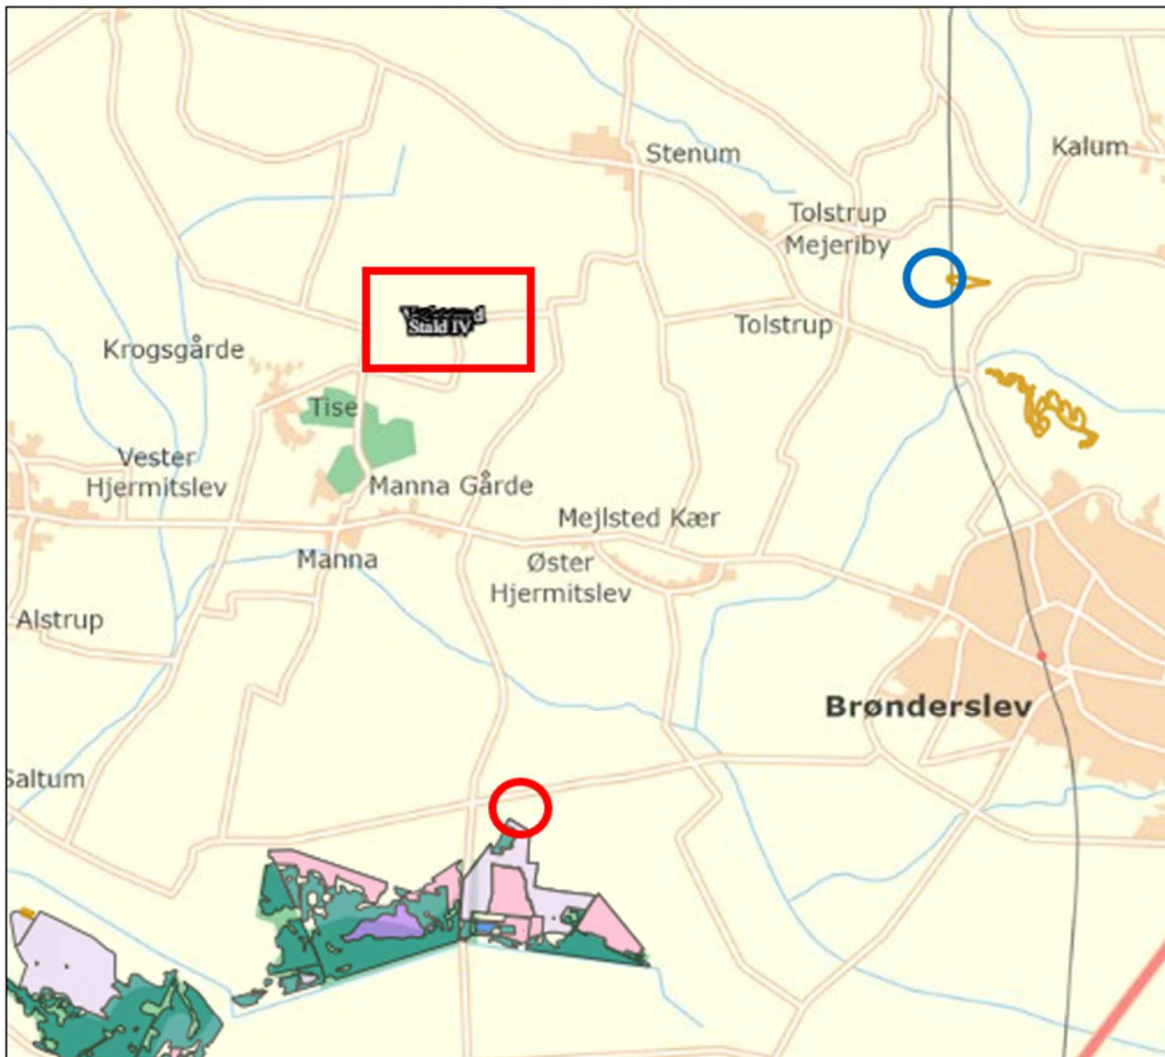 Stenum
Kalum
Tolstrup
Mejeriby
Stald IV
Tolstrup
Krogsgårde
Tise
Vester
Hjermitslev
Manna Gårde
Mejlsted Kær
Manna
Øster
Hjermitslev
Alstrup
Brønderslev
Saltum